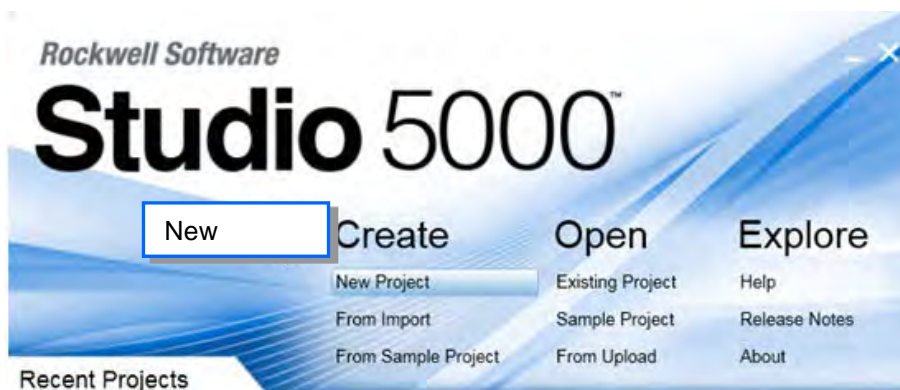 Rockwell Software
Studio 5000™
New
Create
New Project
From Import
From Sample Project
Open
Existing Project
Sample Project
From Upload
Explore
Help
Release Notes
About
Recent Projects